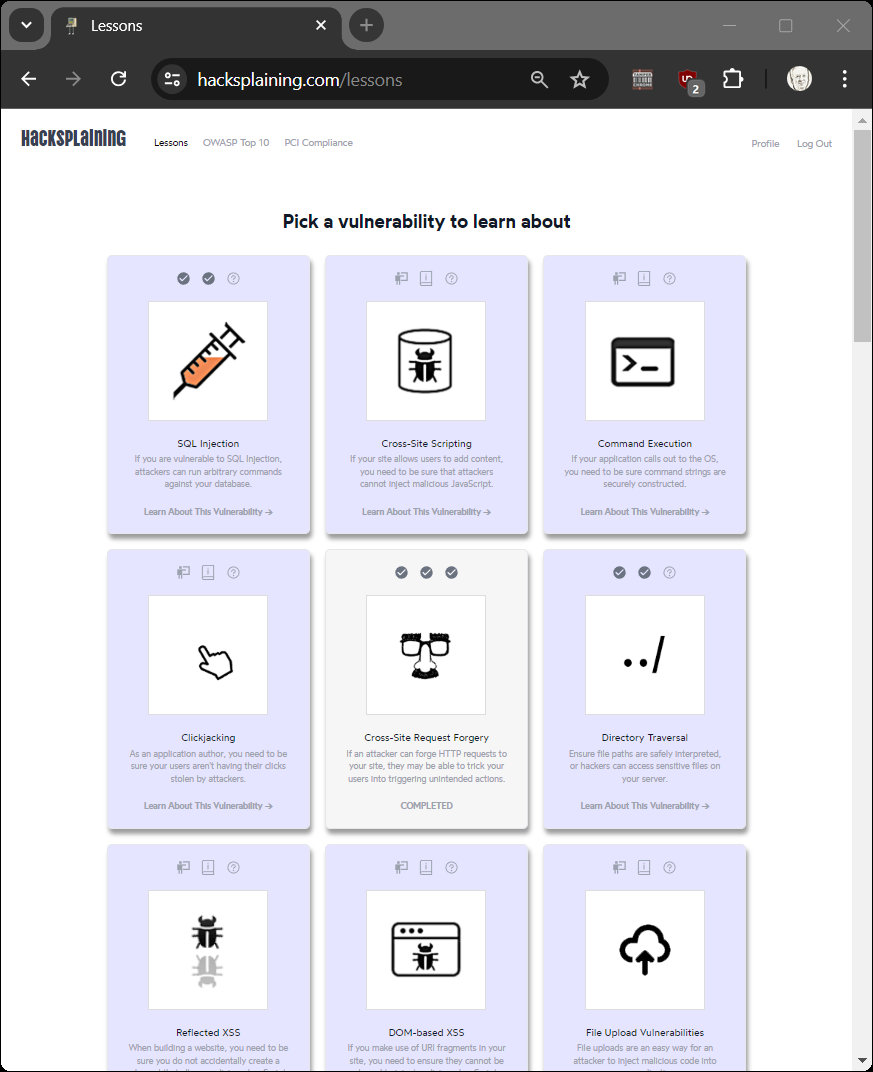 Lessons
hacksplaining.com/lessons
2
HACKSPLAINING
Lessons
OWASP Top 10
PCI Compliance
Profile
Log Out
Pick a vulnerability to learn about
SQL Injection
If you are vulnerable to SQL Injection,
attackers can run arbitrary commands
against your database.
Learn About This Vulnerability →
Cross-Site Scripting
If your site allows users to add content,
you need to be sure that attackers
cannot inject malicious JavaScript.
Learn About This Vulnerability →
>_
Command Execution
If your application calls out to the OS,
you need to be sure command strings are
securely constructed.
Learn About This Vulnerability →
Clickjacking
As an application author, you need to be
sure your users aren't having their clicks
stolen by attackers.
Learn About This Vulnerability →
Cross-Site Request Forgery
If an attacker can forge HTTP requests to
your site, they may be able to trick your
users into triggering unintended actions.
COMPLETED
../
Directory Traversal
Ensure file paths are safely interpreted,
or hackers can access sensitive files on
your server.
Learn About This Vulnerability →
Reflected XSS
When building a website, you need to be
sure you do not accidentally create a
DOM-based XSS
If you make use of URI fragments in your
site, you need to ensure they cannot be
File Upload Vulnerabilities
File uploads are an easy way for an
attacker to inject malicious code into